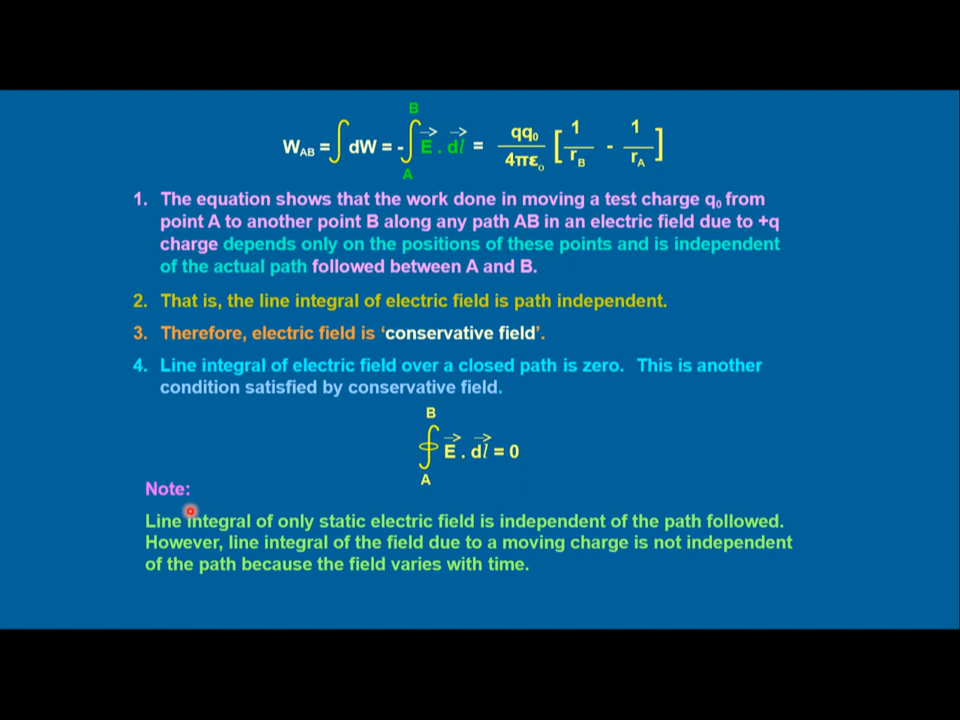 W_AB = ∫ dW = - ∫_A^B E⃗ . dl⃗ = qq₀ / 4πε₀ [ 1 / r_B - 1 / r_A ]
1. The equation shows that the work done in moving a test charge q₀ from
point A to another point B along any path AB in an electric field due to +q
charge depends only on the positions of these points and is independent
of the actual path followed between A and B.
2. That is, the line integral of electric field is path independent.
3. Therefore, electric field is ‘conservative field’.
4. Line integral of electric field over a closed path is zero. This is another
condition satisfied by conservative field.
∮_A^B E⃗ . dl⃗ = 0
Note:
Line integral of only static electric field is independent of the path followed.
However, line integral of the field due to a moving charge is not independent
of the path because the field varies with time.